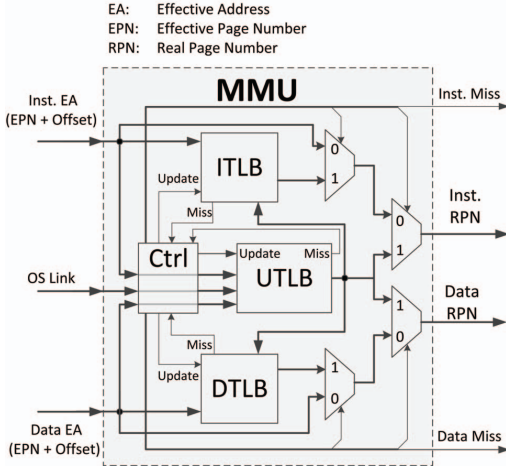 EA: Effective Address
EPN: Effective Page Number
RPN: Real Page Number
Inst. EA
(EPN + Offset)
MMU
Inst. Miss
0
1
ITLB
Update
Miss
Inst.
RPN
0
1
Ctrl
Update
Miss
UTLB
OS Link
Data
RPN
1
0
Miss
Update
DTLB
1
0
Data EA
(EPN + Offset)
Data Miss